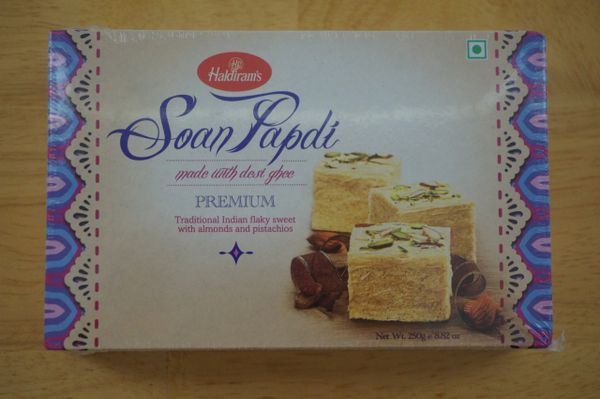 Haldiram's
Soan Papdi
made with desi ghee
PREMIUM
Traditional Indian flaky sweet
with almonds and pistachios
Net Wt. 250g e 8.82 oz